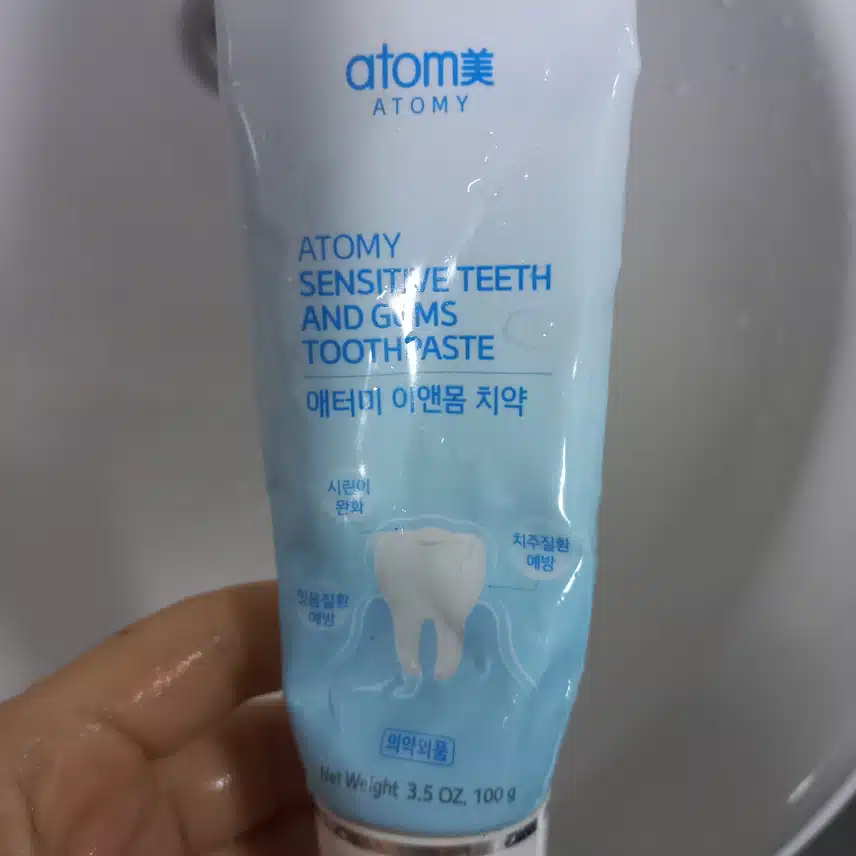 atom美
ATOMY
ATOMY
SENSITIVE TEETH
AND GUMS
TOOTHPASTE
애터미 이앤몸 치약
시린이
완화
치주질환
예방
잇몸질환
예방
의약외품
Net Weight 3.5 OZ, 100 g